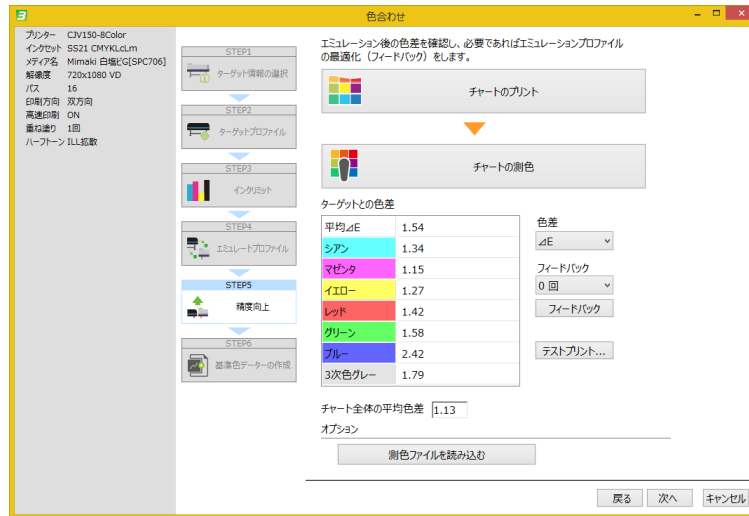 3
色合わせ
プリンター CJV150-8Color
インクセット SS21 CMYKLcLm
メディア名 Mimaki 白塩ビG[SPC706]
解像度 720x1080 VD
パス 16
印刷方向 双方向
高速印刷 ON
重ね塗り 1回
ハーフトーン ILL拡散
STEP1
ターゲット情報の選択
STEP2
ターゲットプロファイル
STEP3
インクリミット
STEP4
エミュレートプロファイル
STEP5
精度向上
STEP6
基準色データーの作成
エミュレーション後の色差を確認し、必要であればエミュレーションプロファイル
の最適化（フィードバック）をします。
チャートのプリント
チャートの測色
ターゲットとの色差
平均⊿E 1.54
シアン 1.34
マゼンタ 1.15
イエロー 1.27
レッド 1.42
グリーン 1.58
ブルー 2.42
3次色グレー 1.79
色差
⊿E
フィードバック
0 回
フィードバック
テストプリント...
チャート全体の平均色差 1.13
オプション
測色ファイルを読み込む
戻る 次へ キャンセル